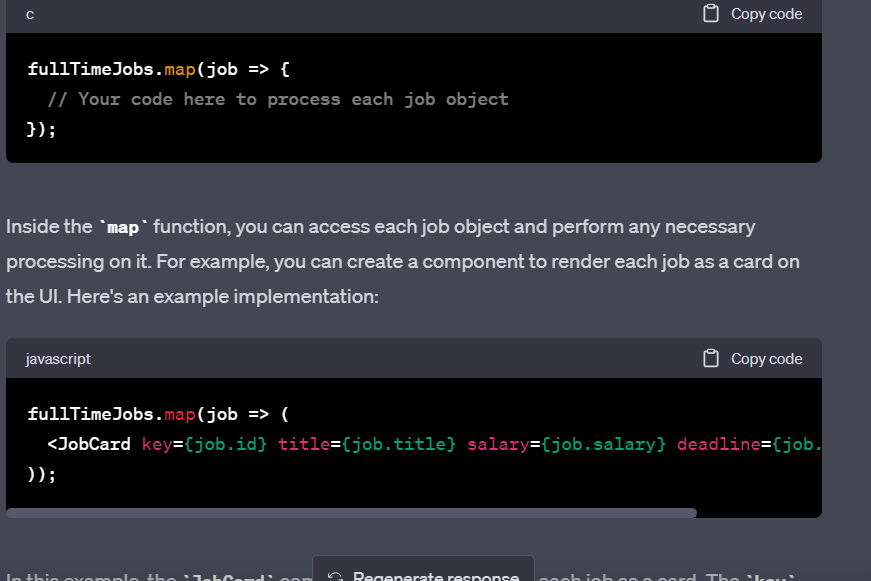 c Copy code
fullTimeJobs.map(job => {
  // Your code here to process each job object
});
Inside the `map` function, you can access each job object and perform any necessary
processing on it. For example, you can create a component to render each job as a card on
the UI. Here's an example implementation:
javascript Copy code
fullTimeJobs.map(job => (
  <JobCard key={job.id} title={job.title} salary={job.salary} deadline={job.
));
In this example, the `JobCard` com
Regenerate response
each job as a card. The `key`